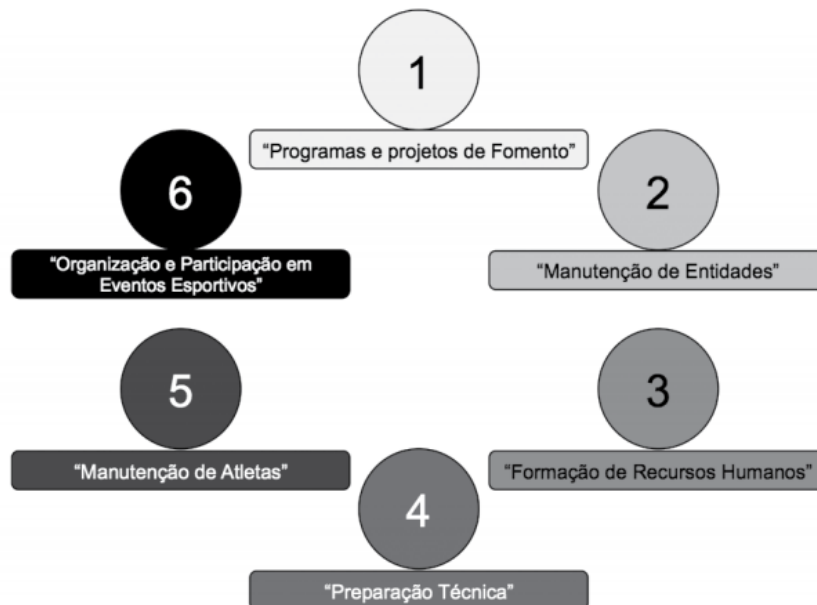 1
“Programas e projetos de Fomento”
2
“Manutenção de Entidades”
3
“Formação de Recursos Humanos”
4
“Preparação Técnica”
5
“Manutenção de Atletas”
6
“Organização e Participação em
Eventos Esportivos”